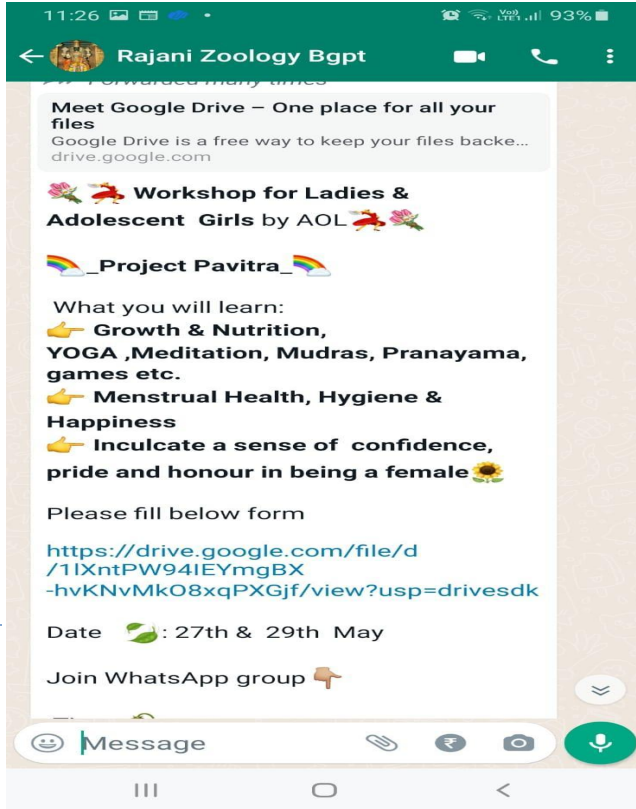 11:26
Vo)) LTE1 93%
Rajani Zoology Bgpt
Forwarded many times
Meet Google Drive – One place for all your
files
Google Drive is a free way to keep your files backe...
drive.google.com
Workshop for Ladies &
Adolescent Girls by AOL
_Project Pavitra_
What you will learn:
Growth & Nutrition,
YOGA ,Meditation, Mudras, Pranayama,
games etc.
Menstrual Health, Hygiene &
Happiness
Inculcate a sense of confidence,
pride and honour in being a female
Please fill below form
https://drive.google.com/file/d
/1lXntPW94IEYmgBX
-hvKNvMkO8xqPXGjf/view?usp=drivesdk
Date : 27th & 29th May
Join WhatsApp group
Message